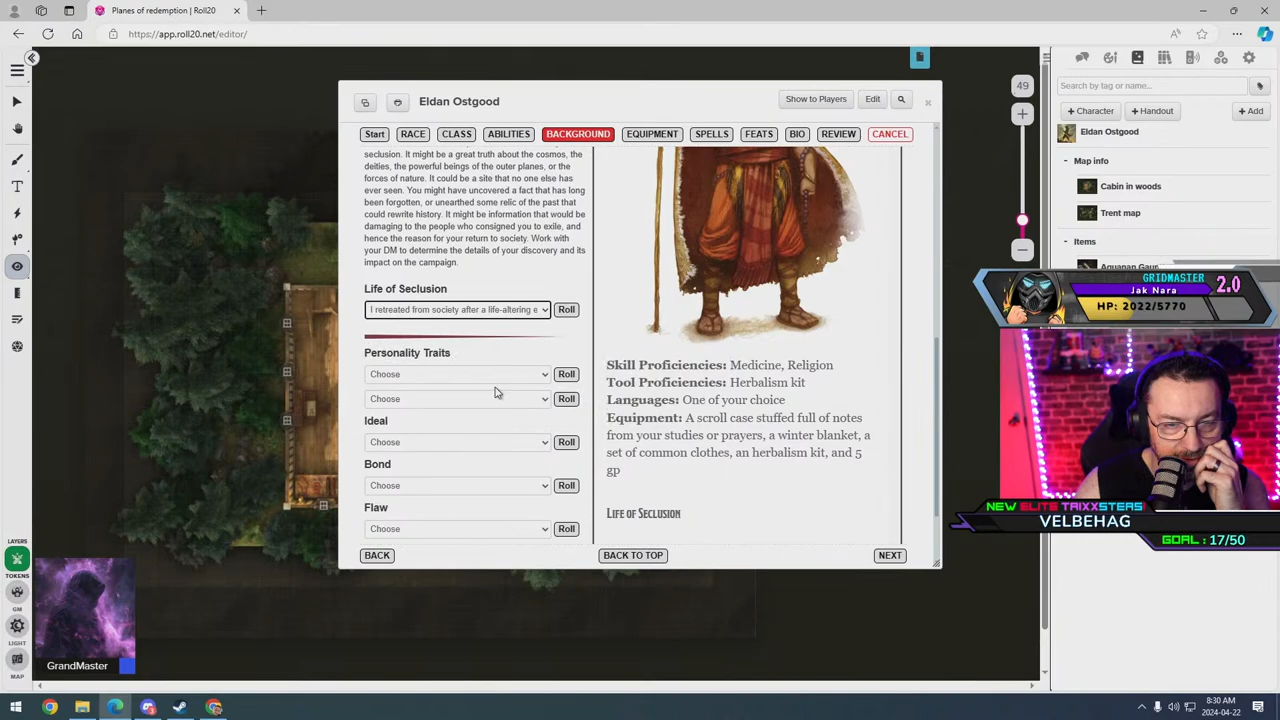 Planes of redemption | Roll20
https://app.roll20.net/editor/
Eldan Ostgood
Show to Players
Edit
Start
RACE
CLASS
ABILITIES
BACKGROUND
EQUIPMENT
SPELLS
FEATS
BIO
REVIEW
CANCEL
seclusion. It might be a great truth about the cosmos, the
deities, the powerful beings of the outer planes, or the
forces of nature. It could be a site that no one else has
ever seen. You might have uncovered a fact that has long
been forgotten, or unearthed some relic of the past that
could rewrite history. It might be information that would be
damaging to the people who consigned you to exile, and
hence the reason for your return to society. Work with
your DM to determine the details of your discovery and its
impact on the campaign.
Life of Seclusion
I retreated from society after a life-altering e
Roll
Personality Traits
Choose
Roll
Choose
Roll
Ideal
Choose
Roll
Bond
Choose
Roll
Flaw
Choose
Roll
Skill Proficiencies: Medicine, Religion
Tool Proficiencies: Herbalism kit
Languages: One of your choice
Equipment: A scroll case stuffed full of notes
from your studies or prayers, a winter blanket, a
set of common clothes, an herbalism kit, and 5
gp
Life of Seclusion
BACK
BACK TO TOP
NEXT
49
Search by tag or name...
+ Character
+ Handout
+ Add
Eldan Ostgood
Map info
Cabin in woods
Trent map
Items
Aquanan Gaun
GRIDMASTER
2.0
Jak Nara
HP: 2022/5770
NEW ELITE TRIXXSTERS!
VELBEHAG
GOAL : 17/50
LAYERS
TOKENS
GM
LIGHT
MAP
GrandMaster
8:30 AM
2024-04-22